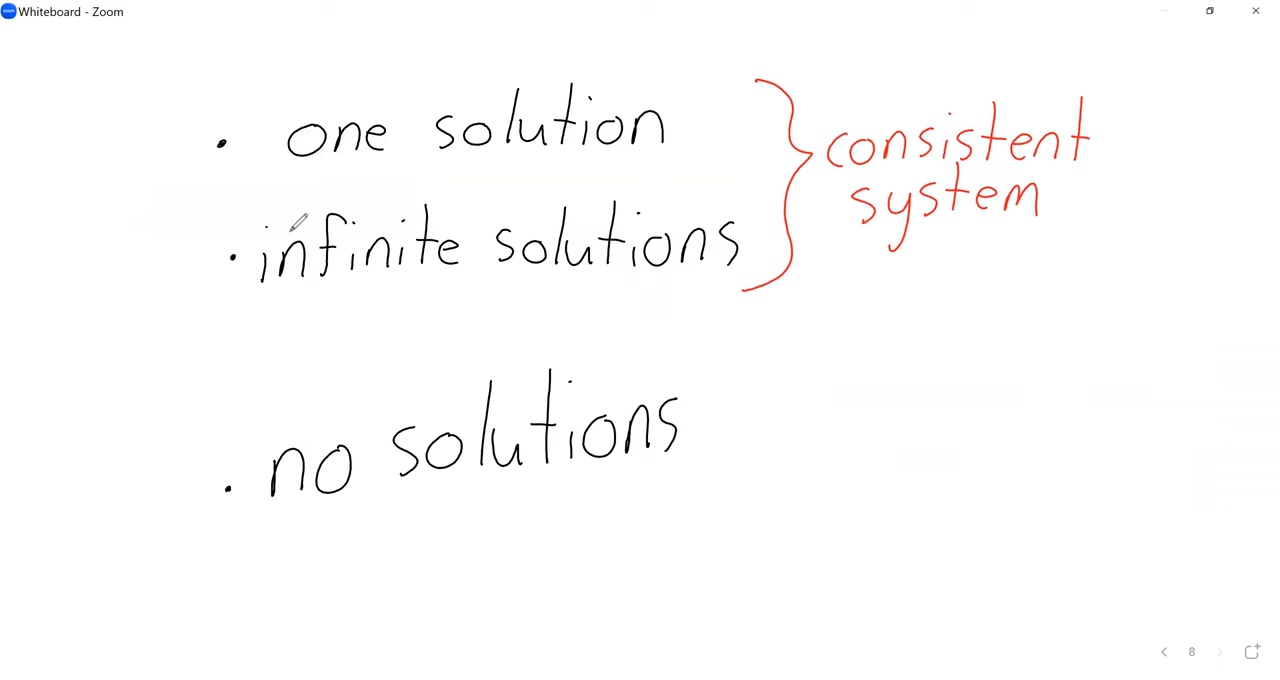 Whiteboard - Zoom
• one solution
• infinite solutions
consistent
system
• no solutions
8